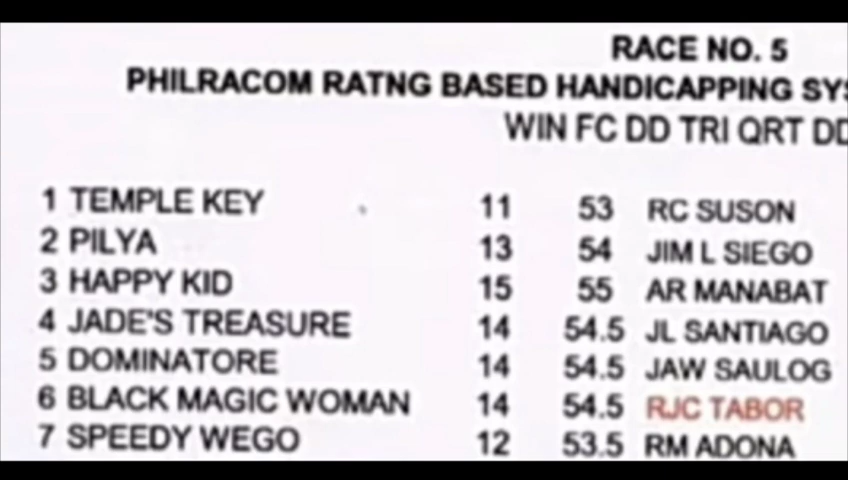 RACE NO. 5
PHILRACOM RATNG BASED HANDICAPPING SYS
WIN FC DD TRI QRT DD
1 TEMPLE KEY 11 53 RC SUSON
2 PILYA 13 54 JIM L SIEGO
3 HAPPY KID 15 55 AR MANABAT
4 JADE'S TREASURE 14 54.5 JL SANTIAGO
5 DOMINATORE 14 54.5 JAW SAULOG
6 BLACK MAGIC WOMAN 14 54.5 RJC TABOR
7 SPEEDY WEGO 12 53.5 RM ADONA